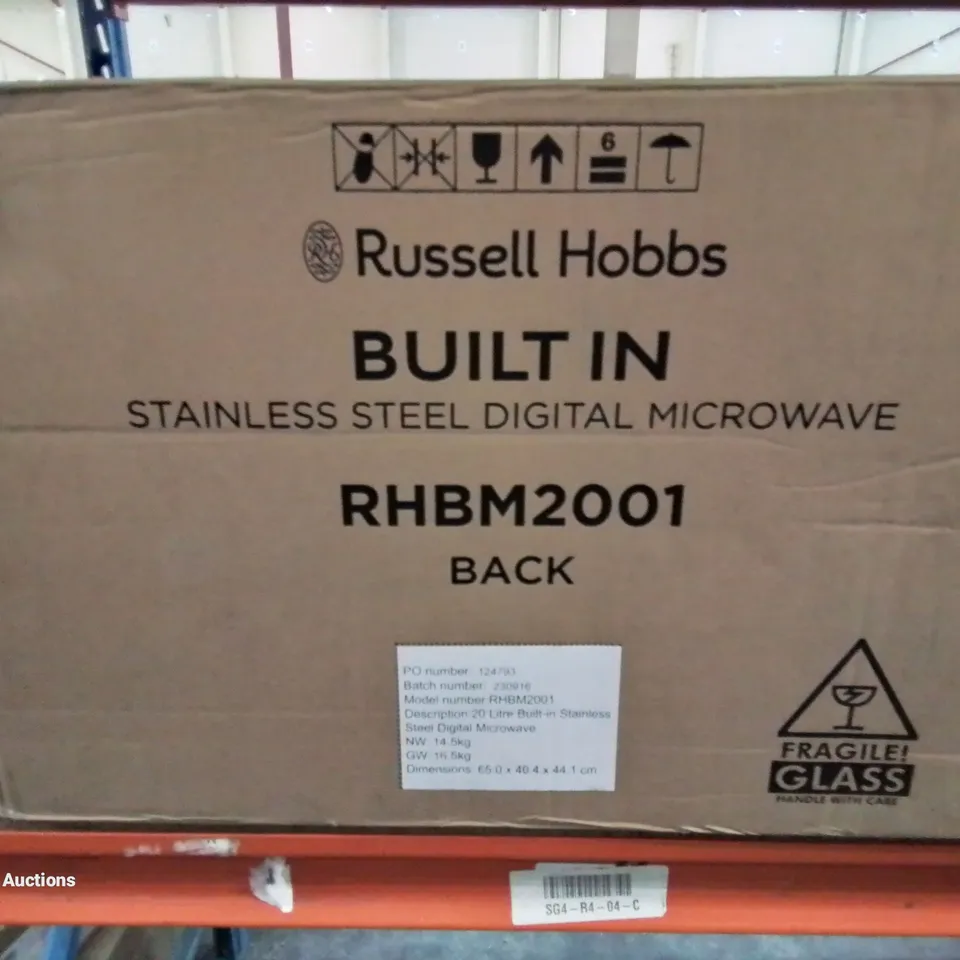 6
Russell Hobbs
BUILT IN
STAINLESS STEEL DIGITAL MICROWAVE
RHBM2001
BACK
PO number: 124793
Batch number: 230916
Model number:RHBM2001
Description:20 Litre Built-in Stainless
Steel Digital Microwave
NW: 14.5kg
GW: 16.5kg
Dimensions: 65.0 x 40.4 x 44.1 cm
FRAGILE!
GLASS
HANDLE WITH CARE
Auctions
SG4-R4-04-C